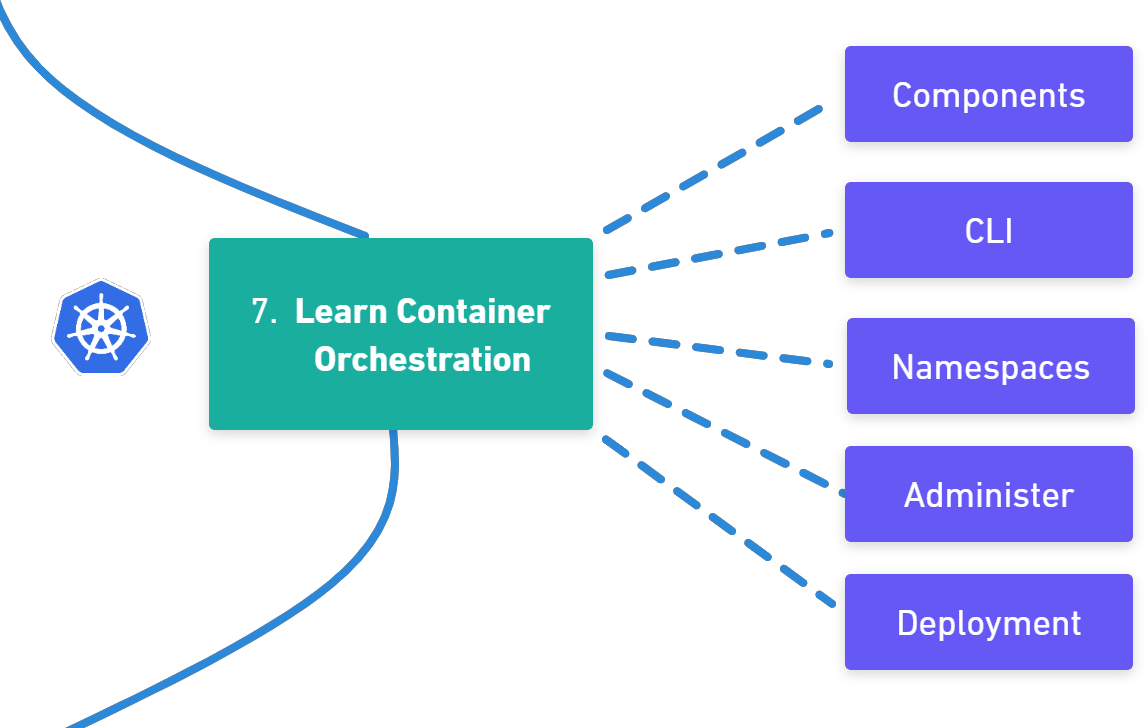 7. Learn Container
Orchestration
Components
CLI
Namespaces
Administer
Deployment